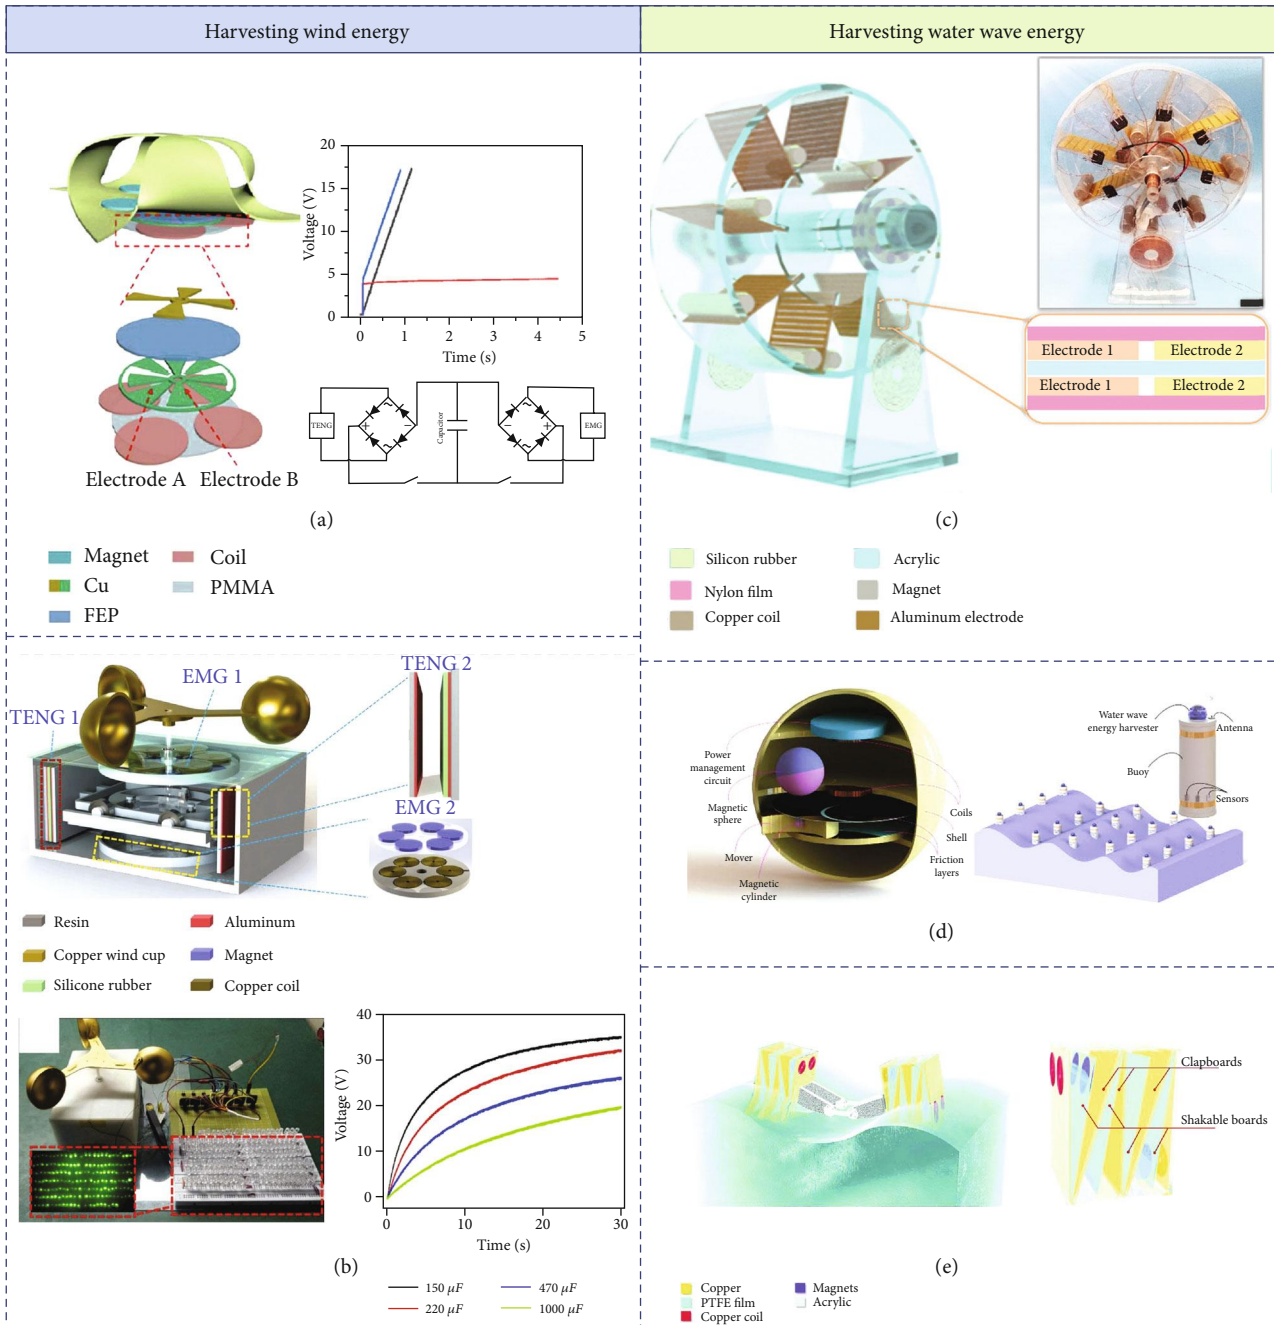 Harvesting wind energy
Harvesting water wave energy
20
15
10
5
0
Voltage (V)
0 1 2 3 4 5
Time (s)
TENG
Capacitor
EMG
+ − − +
Electrode A Electrode B
(a)
Magnet Coil
Cu PMMA
FEP
Electrode 1 Electrode 2
Electrode 1 Electrode 2
(c)
Silicon rubber Acrylic
Nylon film Magnet
Copper coil Aluminum electrode
TENG 1
EMG 1
TENG 2
EMG 2
Resin Aluminum
Copper wind cup Magnet
Silicone rubber Copper coil
40
30
20
10
0
Voltage (V)
0 10 20 30
Time (s)
(b)
150 μF 470 μF
220 μF 1000 μF
Power
management
circuit
Magnetic
sphere
Mover
Magnetic
cylinder
Coils
Shell
Friction
layers
Water wave
energy harvester
Antenna
Buoy
Sensors
(d)
Clapboards
Shakable boards
(e)
Copper Magnets
PTFE film Acrylic
Copper coil